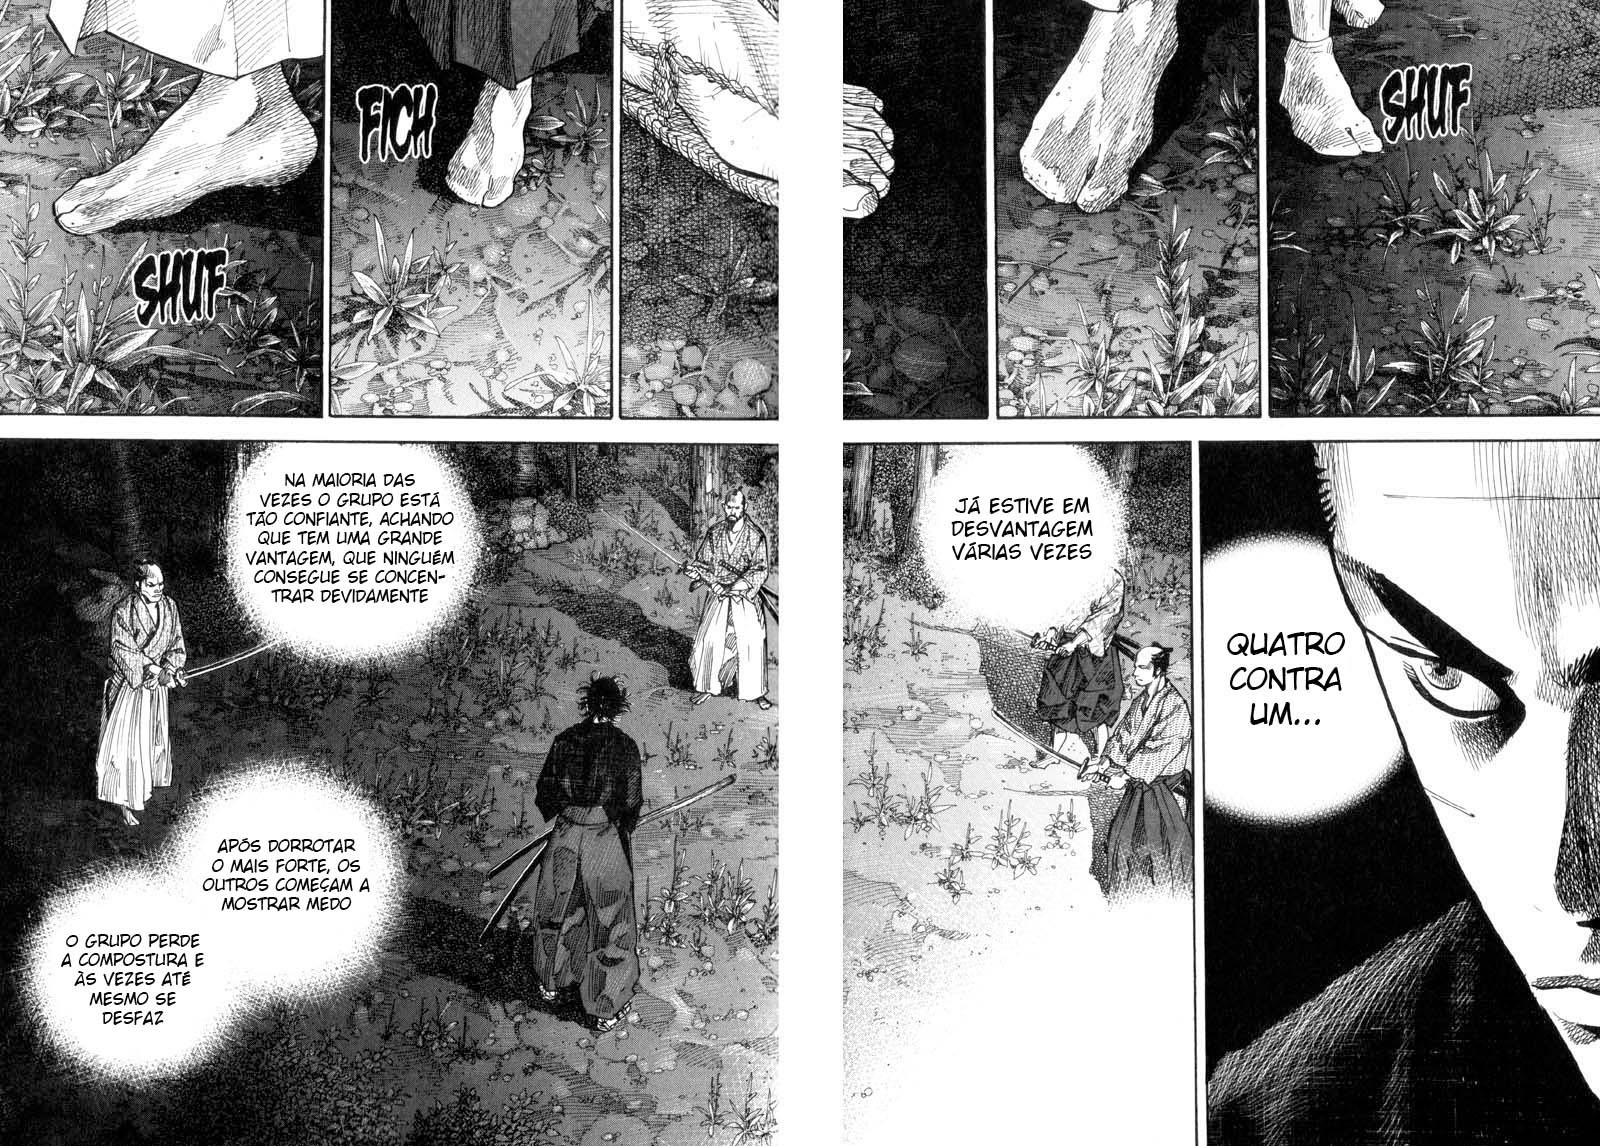 SHUF
FICH
SHUF
QUATRO
CONTRA
UM...
JÁ ESTIVE EM
DESVANTAGEM
VÁRIAS VEZES
NA MAIORIA DAS
VEZES O GRUPO ESTÁ
TÃO CONFIANTE, ACHANDO
QUE TEM UMA GRANDE
VANTAGEM, QUE NINGUÉM
CONSEGUE SE CONCEN-
TRAR DEVIDAMENTE
APÓS DORROTAR
O MAIS FORTE, OS
OUTROS COMEÇAM A
MOSTRAR MEDO
O GRUPO PERDE
A COMPOSTURA E
ÀS VEZES ATÉ
MESMO SE
DESFAZ